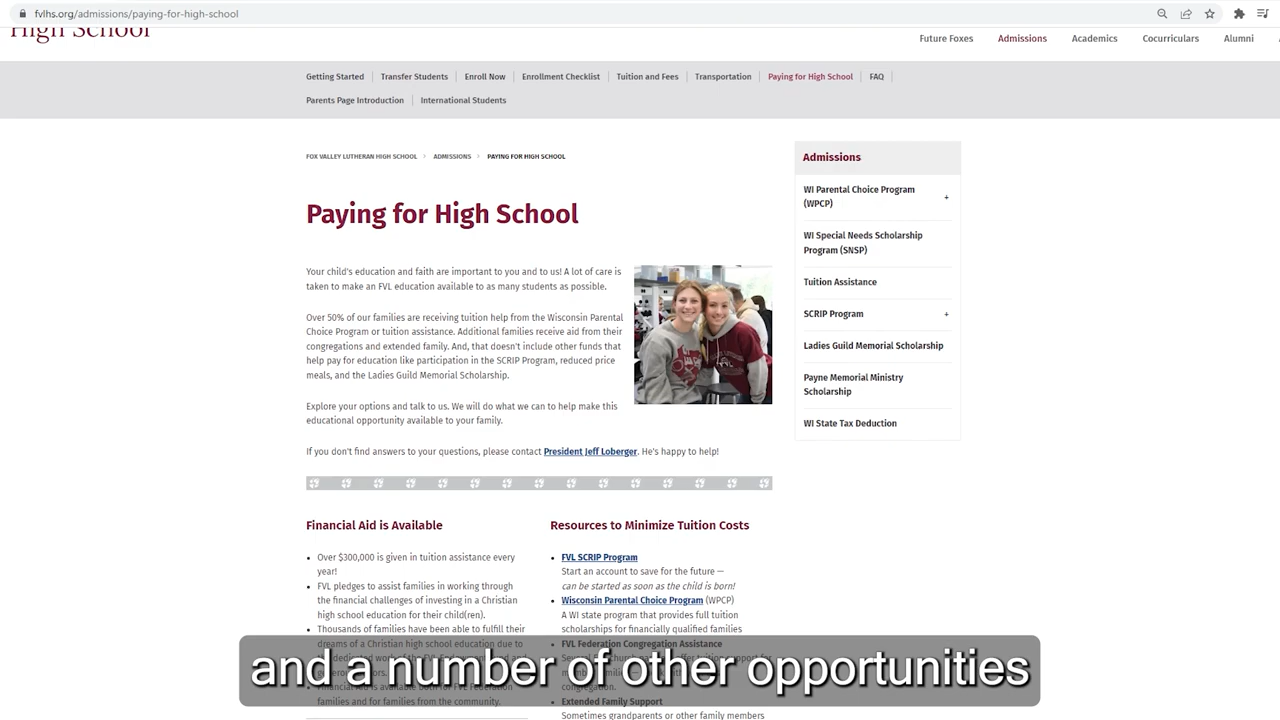 fvlhs.org/admissions/paying-for-high-school
High School
Future Foxes Admissions Academics Cocurriculars Alumni
Getting Started Transfer Students Enroll Now Enrollment Checklist Tuition and Fees Transportation Paying for High School FAQ
Parents Page Introduction International Students
FOX VALLEY LUTHERAN HIGH SCHOOL > ADMISSIONS > PAYING FOR HIGH SCHOOL
Paying for High School
Your child's education and faith are important to you and to us! A lot of care is
taken to make an FVL education available to as many students as possible.
Over 50% of our families are receiving tuition help from the Wisconsin Parental
Choice Program or tuition assistance. Additional families receive aid from their
congregations and extended family. And, that doesn't include other funds that
help pay for education like participation in the SCRIP Program, reduced price
meals, and the Ladies Guild Memorial Scholarship.
Explore your options and talk to us. We will do what we can to help make this
educational opportunity available to your family.
If you don't find answers to your questions, please contact President Jeff Loberger. He's happy to help!
Admissions
WI Parental Choice Program
(WPCP) +
WI Special Needs Scholarship
Program (SNSP)
Tuition Assistance
SCRIP Program +
Ladies Guild Memorial Scholarship
Payne Memorial Ministry
Scholarship
WI State Tax Deduction
Financial Aid is Available
• Over $300,000 is given in tuition assistance every
year!
• FVL pledges to assist families in working through
the financial challenges of investing in a Christian
high school education for their child(ren).
• Thousands of families have been able to fulfill their
dreams of a Christian high school education due to
families and for families from the community.
Resources to Minimize Tuition Costs
• FVL SCRIP Program
Start an account to save for the future —
can be started as soon as the child is born!
• Wisconsin Parental Choice Program (WPCP)
A WI state program that provides full tuition
scholarships for financially qualified families
• FVL Federation Congregation Assistance
congregation.
• Extended Family Support
Sometimes grandparents or other family members
and a number of other opportunities